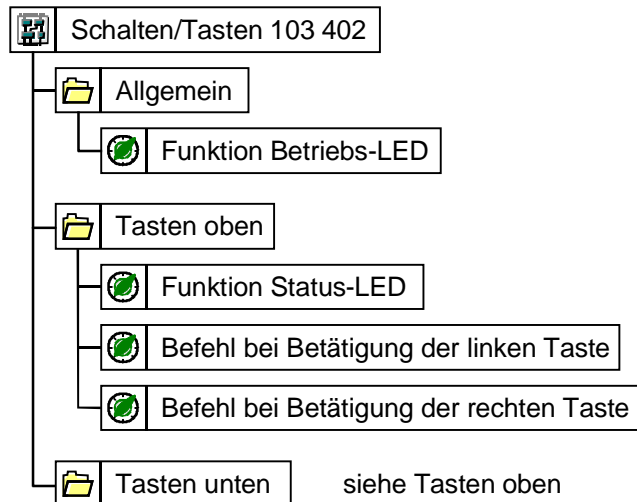 Schalten/Tasten 103 402
Allgemein
Funktion Betriebs-LED
Tasten oben
Funktion Status-LED
Befehl bei Betätigung der linken Taste
Befehl bei Betätigung der rechten Taste
Tasten unten siehe Tasten oben